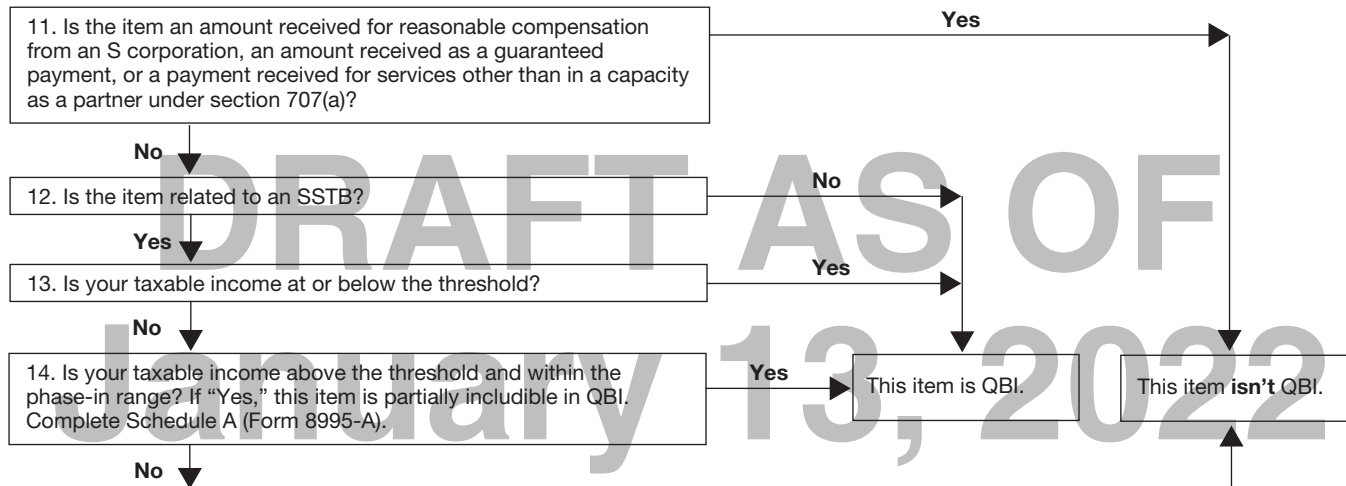 11. Is the item an amount received for reasonable compensation
from an S corporation, an amount received as a guaranteed
payment, or a payment received for services other than in a capacity
as a partner under section 707(a)?
Yes
No
12. Is the item related to an SSTB?
No
Yes
13. Is your taxable income at or below the threshold?
Yes
No
14. Is your taxable income above the threshold and within the
phase-in range? If “Yes,” this item is partially includible in QBI.
Complete Schedule A (Form 8995-A).
Yes
This item is QBI.
This item isn’t QBI.
No
DRAFT AS OF
January 13, 2022